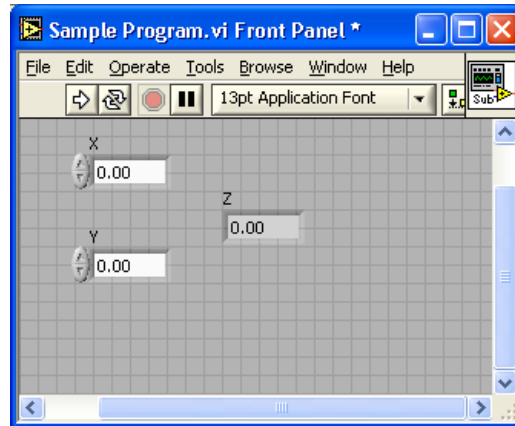 Sample Program.vi Front Panel *
File Edit Operate Tools Browse Window Help
13pt Application Font
Sub
X
0.00
Z
0.00
Y
0.00